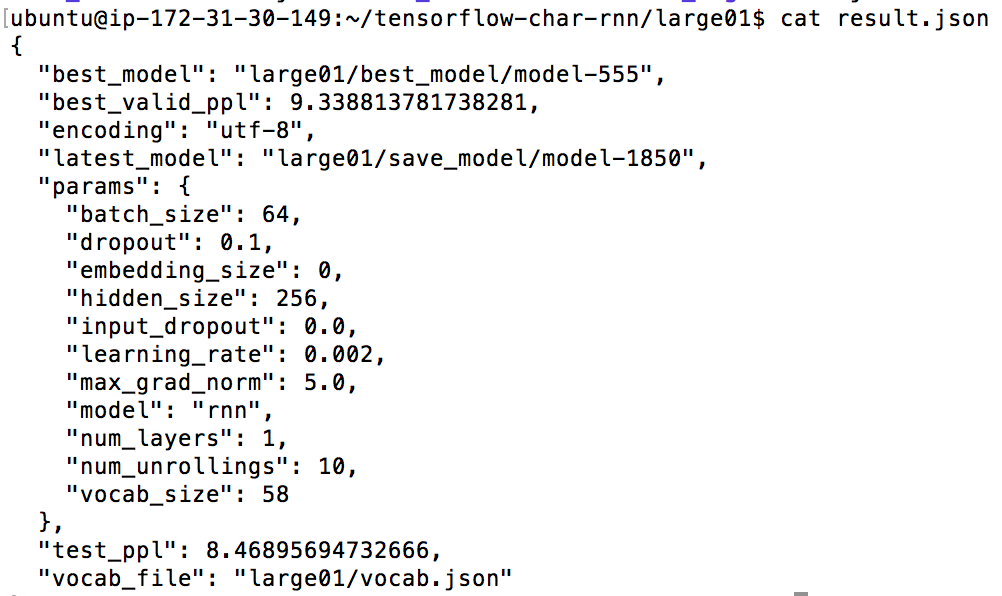 [ubuntu@ip-172-31-30-149:~/tensorflow-char-rnn/large01$ cat result.json
{
  "best_model": "large01/best_model/model-555",
  "best_valid_ppl": 9.338813781738281,
  "encoding": "utf-8",
  "latest_model": "large01/save_model/model-1850",
  "params": {
    "batch_size": 64,
    "dropout": 0.1,
    "embedding_size": 0,
    "hidden_size": 256,
    "input_dropout": 0.0,
    "learning_rate": 0.002,
    "max_grad_norm": 5.0,
    "model": "rnn",
    "num_layers": 1,
    "num_unrollings": 10,
    "vocab_size": 58
  },
  "test_ppl": 8.46895694732666,
  "vocab_file": "large01/vocab.json"